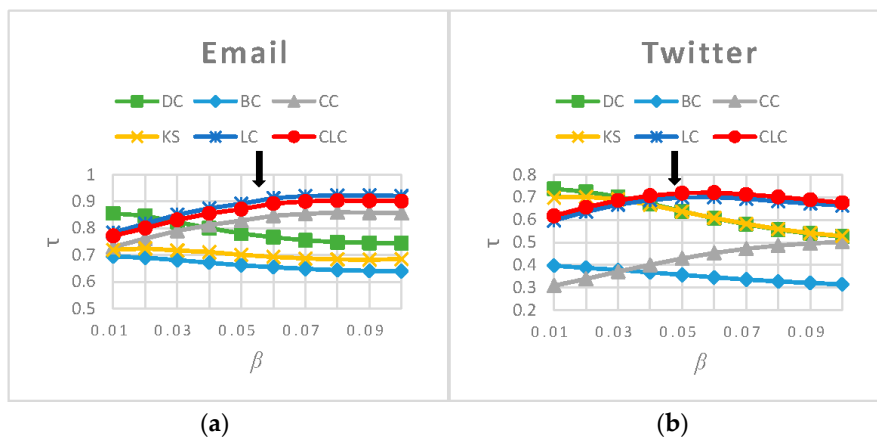 Email
DC BC CC
KS LC CLC
1
0.9
0.8
0.7
0.6
0.5
τ
0.01 0.03 0.05 0.07 0.09
β
(a)
Twitter
DC BC CC
KS LC CLC
0.8
0.7
0.6
0.5
0.4
0.3
0.2
τ
0.01 0.03 0.05 0.07 0.09
β
(b)